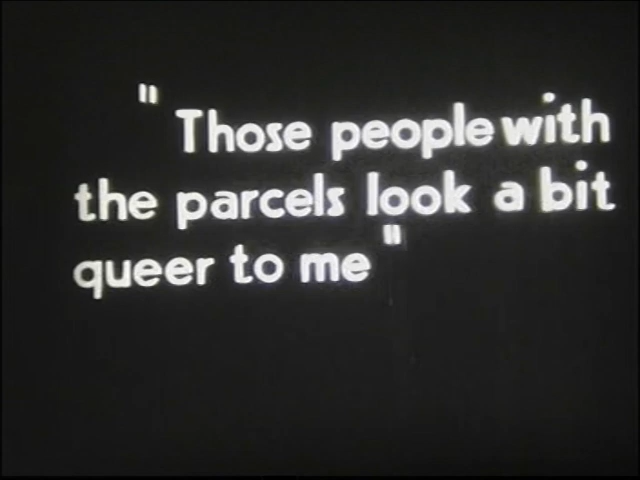 "Those people with
the parcels look a bit
queer to me"